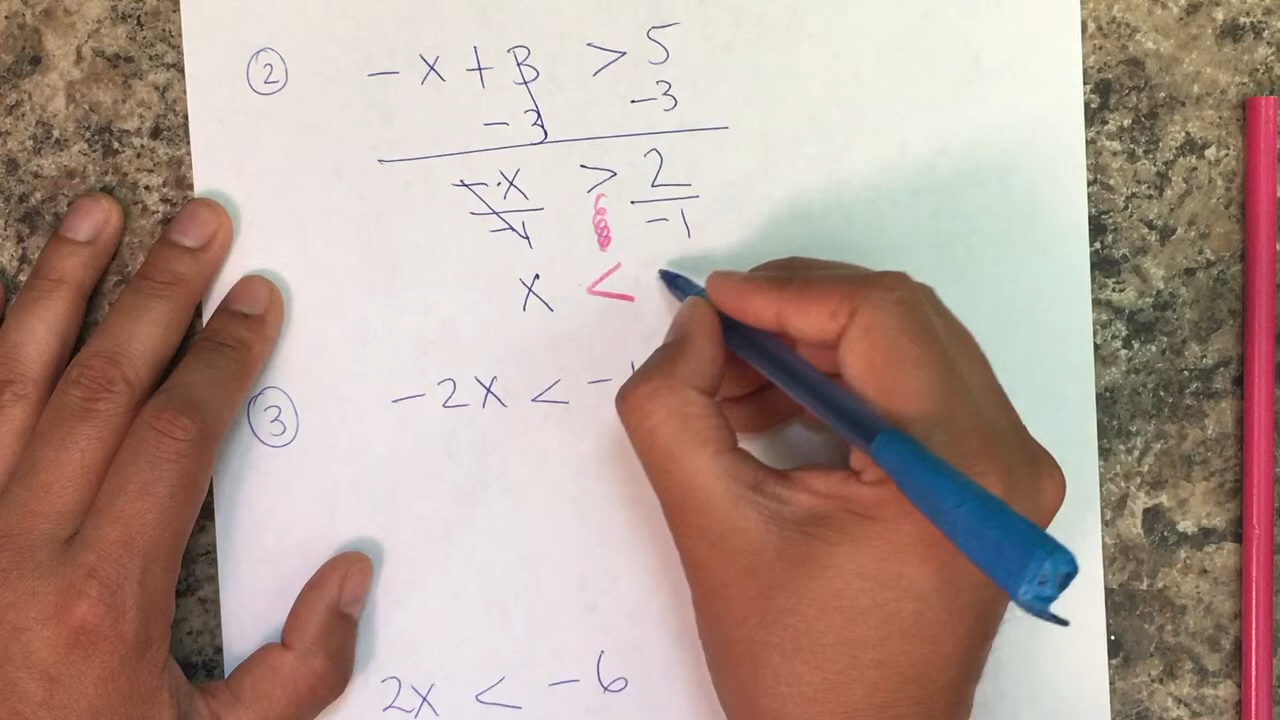 ② -x + 3 > 5
-3 -3
-x > 2
-1 -1
x <
③ -2x < -
2x < -6